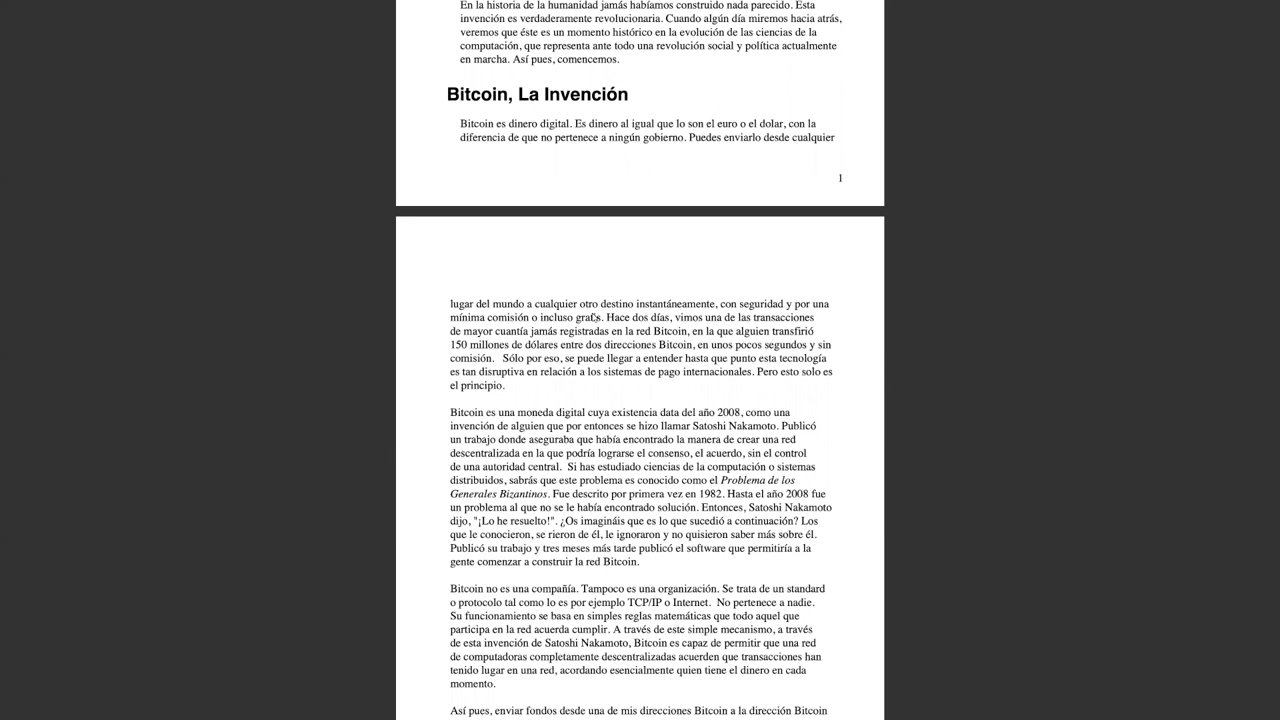 En la historia de la humanidad jamás habíamos construido nada parecido. Esta
invención es verdaderamente revolucionaria. Cuando algún día miremos hacia atrás,
veremos que éste es un momento histórico en la evolución de las ciencias de la
computación, que representa ante todo una revolución social y política actualmente
en marcha. Así pues, comencemos.
Bitcoin, La Invención
Bitcoin es dinero digital. Es dinero al igual que lo son el euro o el dolar, con la
diferencia de que no pertenece a ningún gobierno. Puedes enviarlo desde cualquier
1
lugar del mundo a cualquier otro destino instantáneamente, con seguridad y por una
mínima comisión o incluso gratis. Hace dos días, vimos una de las transacciones
de mayor cuantía jamás registradas en la red Bitcoin, en la que alguien transfirió
150 millones de dólares entre dos direcciones Bitcoin, en unos pocos segundos y sin
comisión. Sólo por eso, se puede llegar a entender hasta que punto esta tecnología
es tan disruptiva en relación a los sistemas de pago internacionales. Pero esto solo es
el principio.
Bitcoin es una moneda digital cuya existencia data del año 2008, como una
invención de alguien que por entonces se hizo llamar Satoshi Nakamoto. Publicó
un trabajo donde aseguraba que había encontrado la manera de crear una red
descentralizada en la que podría lograrse el consenso, el acuerdo, sin el control
de una autoridad central. Si has estudiado ciencias de la computación o sistemas
distribuidos, sabrás que este problema es conocido como el Problema de los
Generales Bizantinos. Fue descrito por primera vez en 1982. Hasta el año 2008 fue
un problema al que no se le había encontrado solución. Entonces, Satoshi Nakamoto
dijo, "¡Lo he resuelto!". ¿Os imagináis que es lo que sucedió a continuación? Los
que le conocieron, se rieron de él, le ignoraron y no quisieron saber más sobre él.
Publicó su trabajo y tres meses más tarde publicó el software que permitiría a la
gente comenzar a construir la red Bitcoin.
Bitcoin no es una compañía. Tampoco es una organización. Se trata de un standard
o protocolo tal como lo es por ejemplo TCP/IP o Internet. No pertenece a nadie.
Su funcionamiento se basa en simples reglas matemáticas que todo aquel que
participa en la red acuerda cumplir. A través de este simple mecanismo, a través
de esta invención de Satoshi Nakamoto, Bitcoin es capaz de permitir que una red
de computadoras completamente descentralizadas acuerden que transacciones han
tenido lugar en una red, acordando esencialmente quien tiene el dinero en cada
momento.
Así pues, enviar fondos desde una de mis direcciones Bitcoin a la dirección Bitcoin